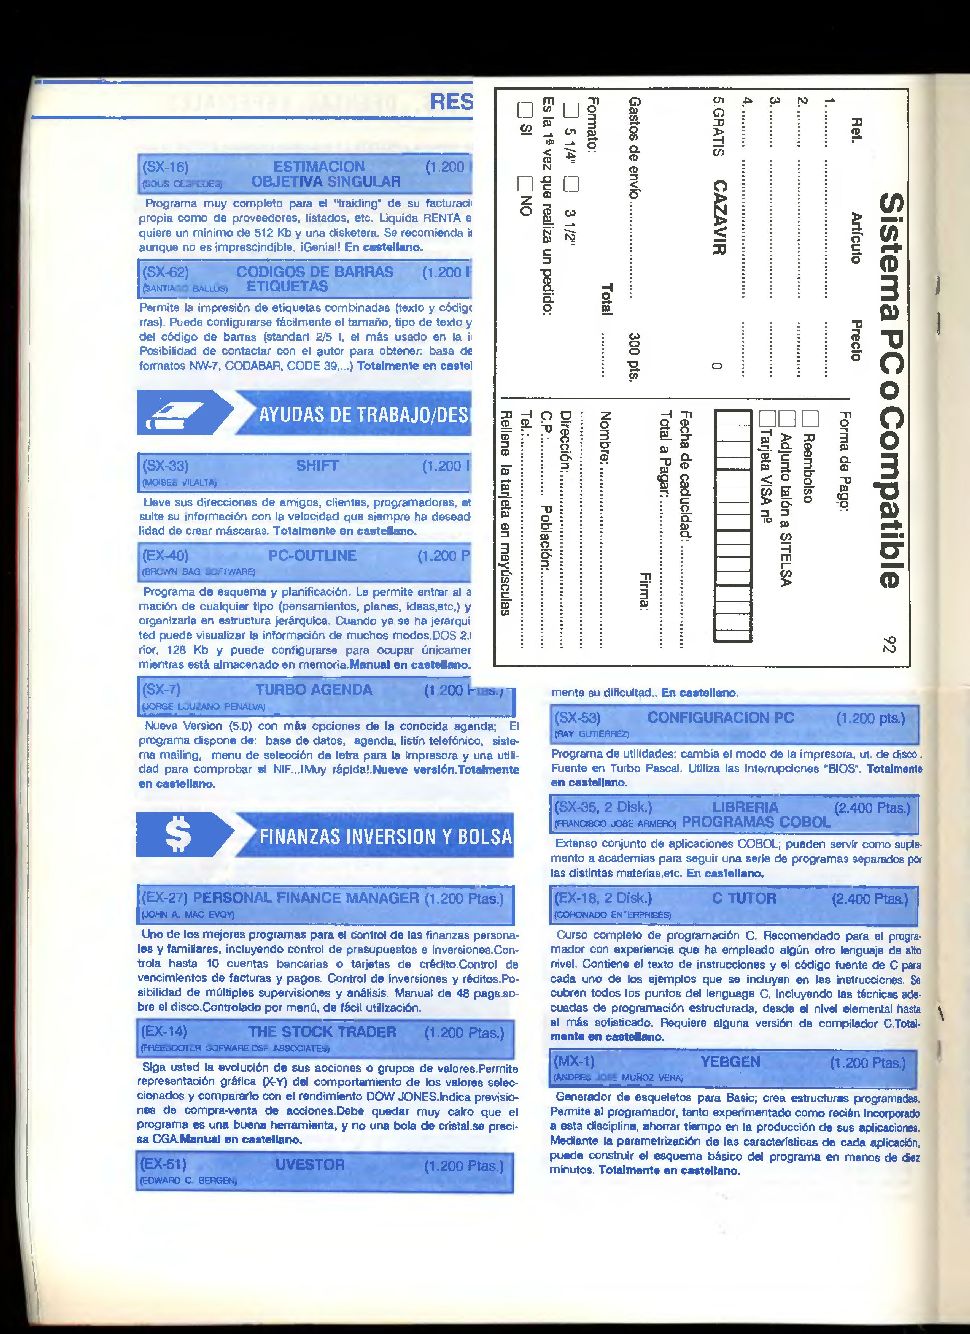 RES
(SX-16) ESTIMACION (1.200
OBJETIVA SINGULAR
Programa muy completo para el "traiding" de su facturaci
propia como de proveedores, listados, etc. Liquida RENTA e
quiere un mínimo de 512 Kb y una disketera. Se recomienda
aunque no es imprescindible. ¡Genial! En castellano.
(SX-62) CODIGOS DE BARRAS (1.200
(SANTIAGO BALLUS) ETIQUETAS
Permite la impresión de etiquetas combinadas (texto y código
rras). Puede configurarse fácilmente el tamaño, tipo de texto y
del código de barras (standart 2/5 I, el más usado en la i
Posibilidad de contactar con el autor para obtener: basa de
formatos NW-7, CODABAR, CODE 39,...) Totalmente en castel
AYUDAS DE TRABAJO/DES
(SX-33) SHIFT (1.200
(MOISES VILALTA)
Lleve sus direcciones de amigos, clientes, programadoras, et
sulte su información con la velocidad que siempre ha desead
lidad de crear máscaras. Totalmente en castellano.
(EX-40) PC-OUTLINE (1.200 P
(BROWN BAG SOFTWARE)
Programa de esquema y planificación. Le permite entrar al a
mación de cualquier tipo (pensamientos, planes, ideas,etc,) y
organizarla en estructura jerárquica. Cuando ya se ha jerarqui
ted puede visualizar la información de muchos modos.DOS 2.
rior, 128 Kb y puede configurarse para ocupar únicamer
mientras está almacenado en memoria.Manual en castellano.
(SX-7) TURBO AGENDA (1.200 Ptas.)
(JORGE LOUZANO PENALVA)
Nueva Version (5.0) con más opciones de la conocida agenda; El
programa dispone de: base de datos, agenda, listín telefónico, siste-
ma mailing, menu de selección de letra para la impresora y una utili-
dad para comprobar el NIF...¡Muy rápida!.Nueva versión.Totalmente
en castellano.
$ FINANZAS INVERSION Y BOLSA
(EX-27) PERSONAL FINANCE MANAGER (1.200 Ptas.)
(JOHN A. MAC EVOY)
Uno de los mejores programas para el control de las finanzas persona-
les y familiares, incluyendo control de presupuestos e inversiones.Con-
trola hasta 10 cuentas bancarias o tarjetas de crédito.Control de
vencimientos de facturas y pagos. Control de inversiones y réditos.Po-
sibilidad de múltiples supervisiones y análisis. Manual de 48 pags.so-
bre el disco.Controlado por menú, de fácil utilización.
(EX-14) THE STOCK TRADER (1.200 Ptas.)
(FREEBOOTER SOFWARE DSF ASSOCIATES)
Siga usted la evolución de sus acciones o grupos de valores.Permite
representación gráfica (X-Y) del comportamiento de los valores selec-
cionados y compararlo con el rendimiento DOW JONES.Indica previsio-
nes de compra-venta de acciones.Debe quedar muy calro que el
programa es una buena herramienta, y no una bola de cristal.se preci-
sa CGA.Manual en castellano.
(EX-51) UVESTOR (1.200 Ptas.)
(EDWARD C. BERGEN)
Sistema PC o Compatible 92
Ref. Artículo Precio
1.
2.
3.
4.
5.GRATIS CAZAVIR 0
Gastos de envío 300 pts.
Total
Formato:
5 1/4" 3 1/2"
Es la 1ª vez que realiza un pedido:
SI NO
Forma de Pago:
Reembolso
Adjunto talón a SITELSA
Tarjeta VISA nº
Fecha de caducidad:
Total a Pagar:
Firma:
Nombre:
Dirección:
C.P.: Población:
Tel.:
Rellene la tarjeta en mayúsculas
mente su dificultad.. En castellano.
(SX-53) CONFIGURACION PC (1.200 pts.)
(RAY GUTIERREZ)
Programa de utilidades: cambia el modo de la impresora, ut. de disco.
Fuente en Turbo Pascal. Utiliza las Interrupciones "BIOS". Totalmente
en castellano.
(SX-35, 2 Disk.) LIBRERIA (2.400 Ptas.)
(FRANCISCO JOSE ARMERO) PROGRAMAS COBOL
Extenso conjunto de aplicaciones COBOL; pueden servir como suple-
mento a academias para seguir una serie de programas separados por
las distintas materias,etc. En castellano.
(EX-18, 2 Disk.) C TUTOR (2.400 Ptas.)
(CORONADO ENTERPRISES)
Curso completo de programación C. Recomendado para el progra-
mador con experiencia que ha empleado algún otro lenguaje de alto
nivel. Contiene el texto de instrucciones y el código fuente de C para
cada uno de los ejemplos que se incluyen en las instrucciones. Se
cubren todos los puntos del lenguage C, incluyendo las técnicas ade-
cuadas de programación estructurada, desde el nivel elemental hasta
el más sofisticado. Requiere alguna versión de compilador C.Total-
mente en castellano.
(MX-1) YEBGEN (1.200 Ptas.)
(ANDRES JOSE MUÑOZ VERA)
Generador de esqueletos para Basic; crea estructuras programadas.
Permite al programador, tanto experimentado como recién incorporado
a esta disciplina, ahorrar tiempo en la producción de sus aplicaciones.
Mediante la parametrización de las características de cada aplicación,
puede construir el esquema básico del programa en menos de diez
minutos. Totalmente en castellano.